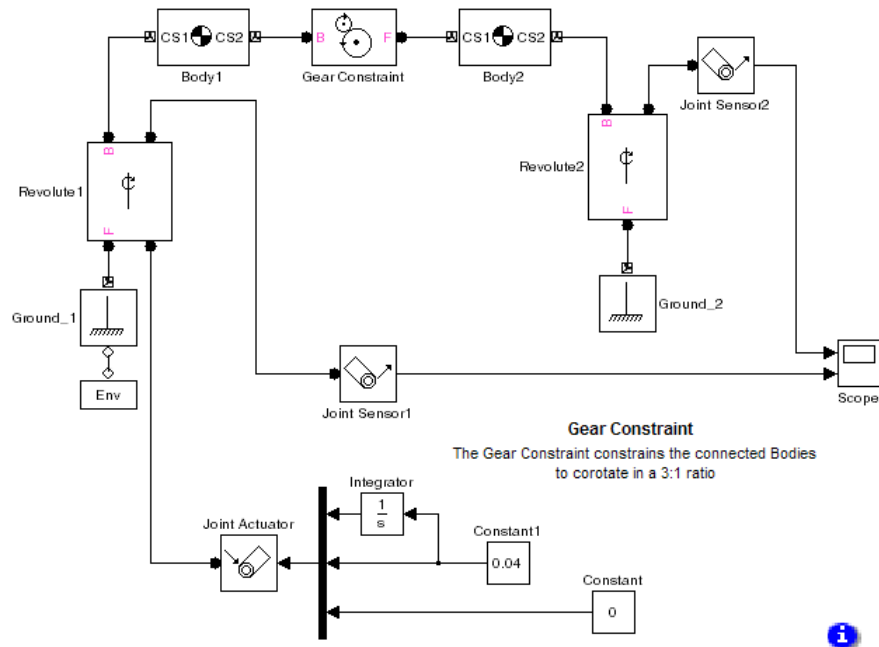 CS1 CS2
Body1
B F
Gear Constraint
CS1 CS2
Body2
Joint Sensor2
B
F
Revolute1
B
F
Revolute2
Ground_1
Env
Ground_2
Joint Sensor1
Scope
Gear Constraint
The Gear Constraint constrains the connected Bodies
to corotate in a 3:1 ratio
Integrator
1
s
Joint Actuator
Constant1
0.04
Constant
0
i